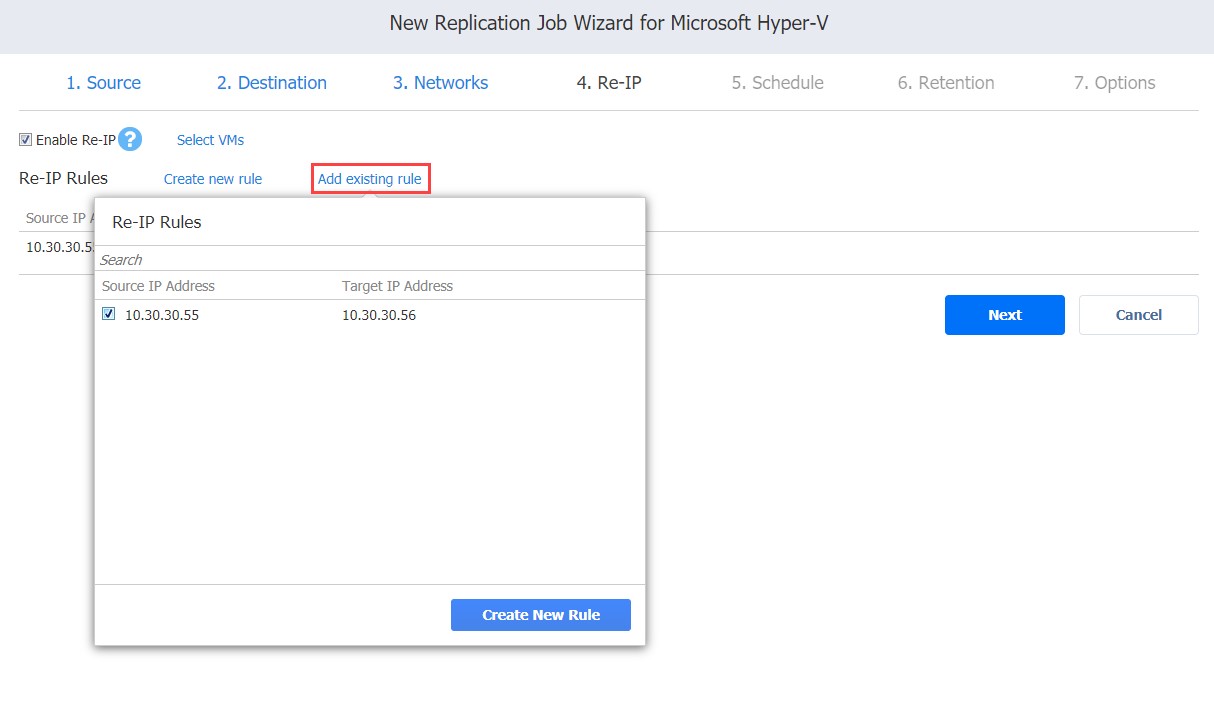 New Replication Job Wizard for Microsoft Hyper-V
1. Source 2. Destination 3. Networks 4. Re-IP 5. Schedule 6. Retention 7. Options
Enable Re-IP ? Select VMs
Re-IP Rules Create new rule Add existing rule
Source IP
10.30.30.5
Re-IP Rules
Search
Source IP Address Target IP Address
10.30.30.55 10.30.30.56
Create New Rule
Next Cancel